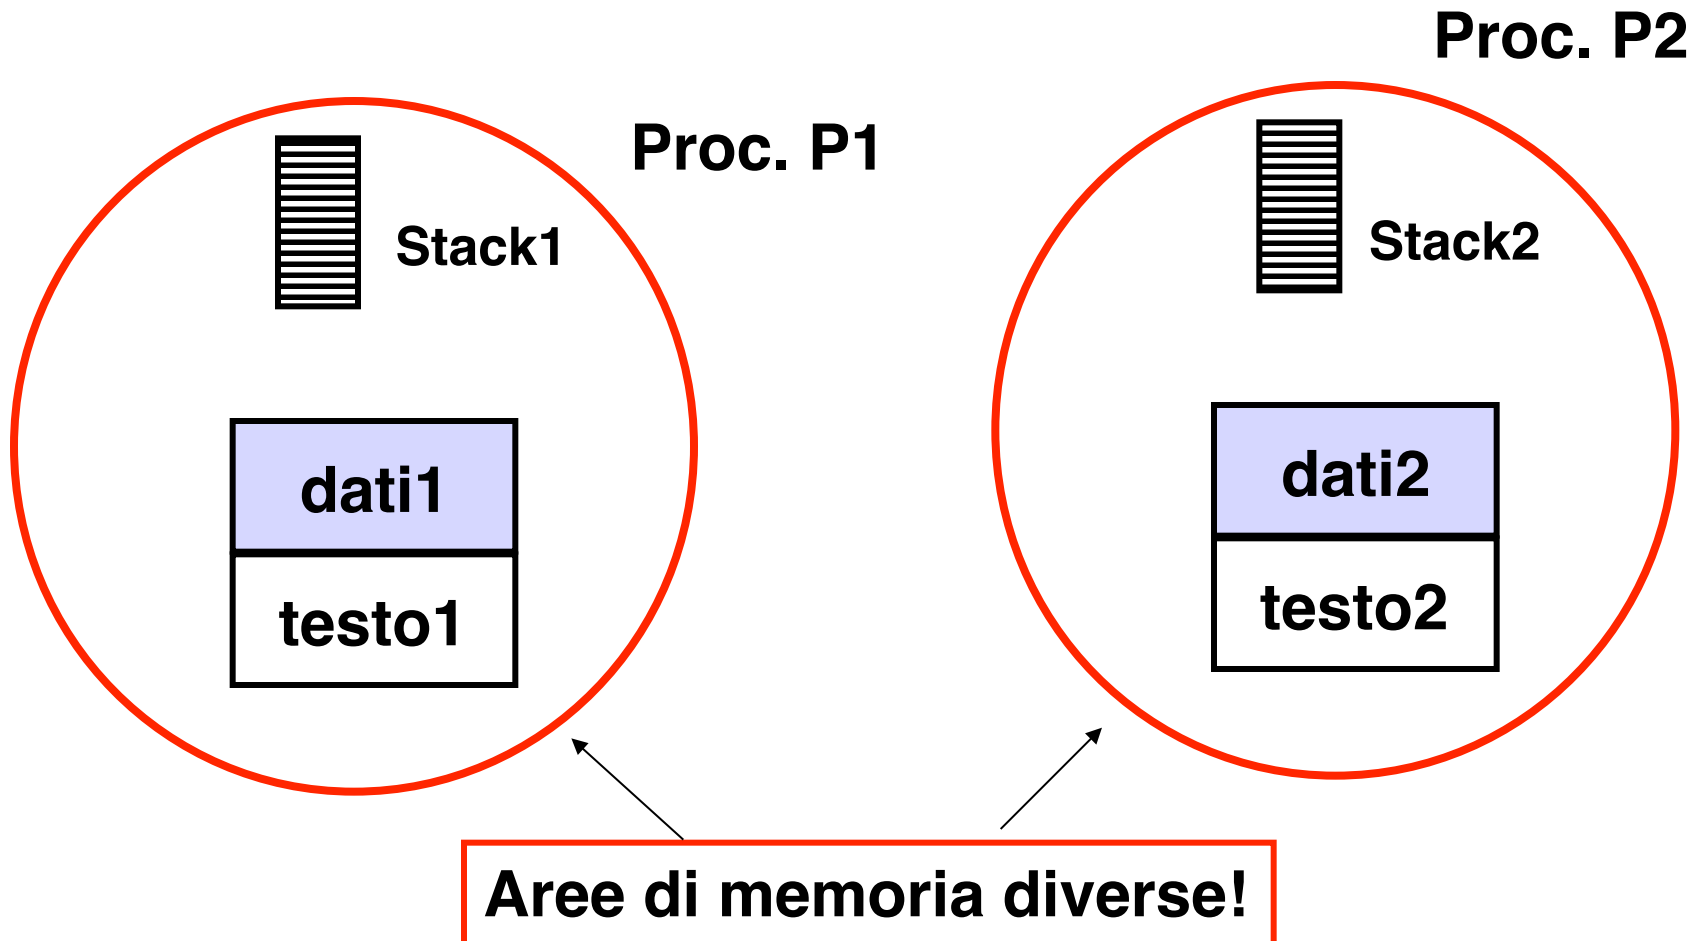 Proc. P2
Proc. P1
Stack1
Stack2
dati1
dati2
testo1
testo2
Aree di memoria diverse!